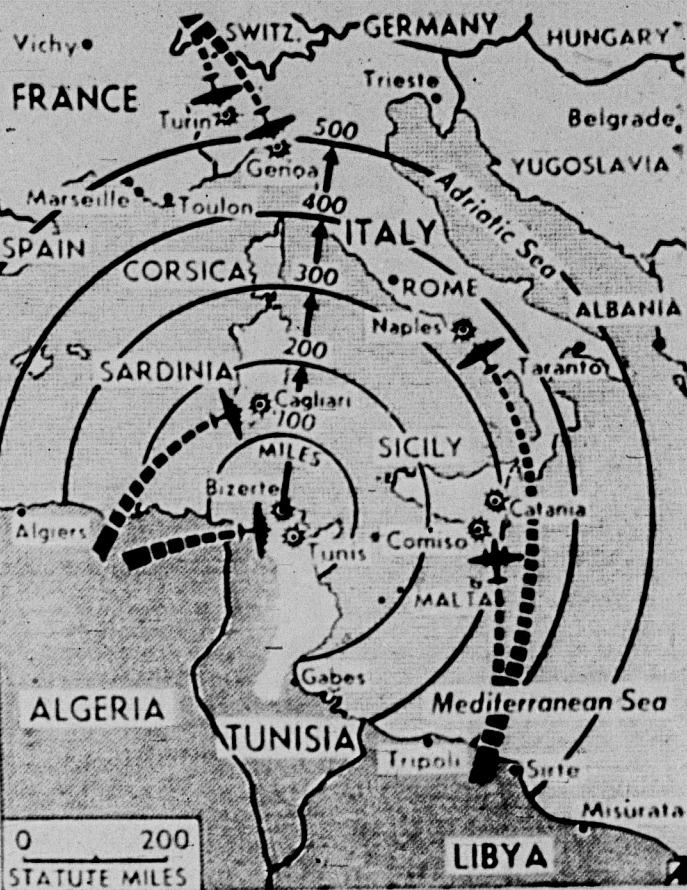 SWITZ.
GERMANY
HUNGARY
Vichy
Trieste
FRANCE
Turin
Belgrade
500
Genoa
YUGOSLAVIA
Marseille
Toulon
400
Adriatic Sea
SPAIN
ITALY
CORSICA
300
ROME
ALBANIA
Naples
200
Taranto
SARDINIA
Cagliari
100
MILES
SICILY
Bizerte
Catania
Algiers
Tunis
Comiso
MALTA
Gabes
Mediterranean Sea
ALGERIA
TUNISIA
Tripoli
Sirte
Misurata
0 200
STATUTE MILES
LIBYA